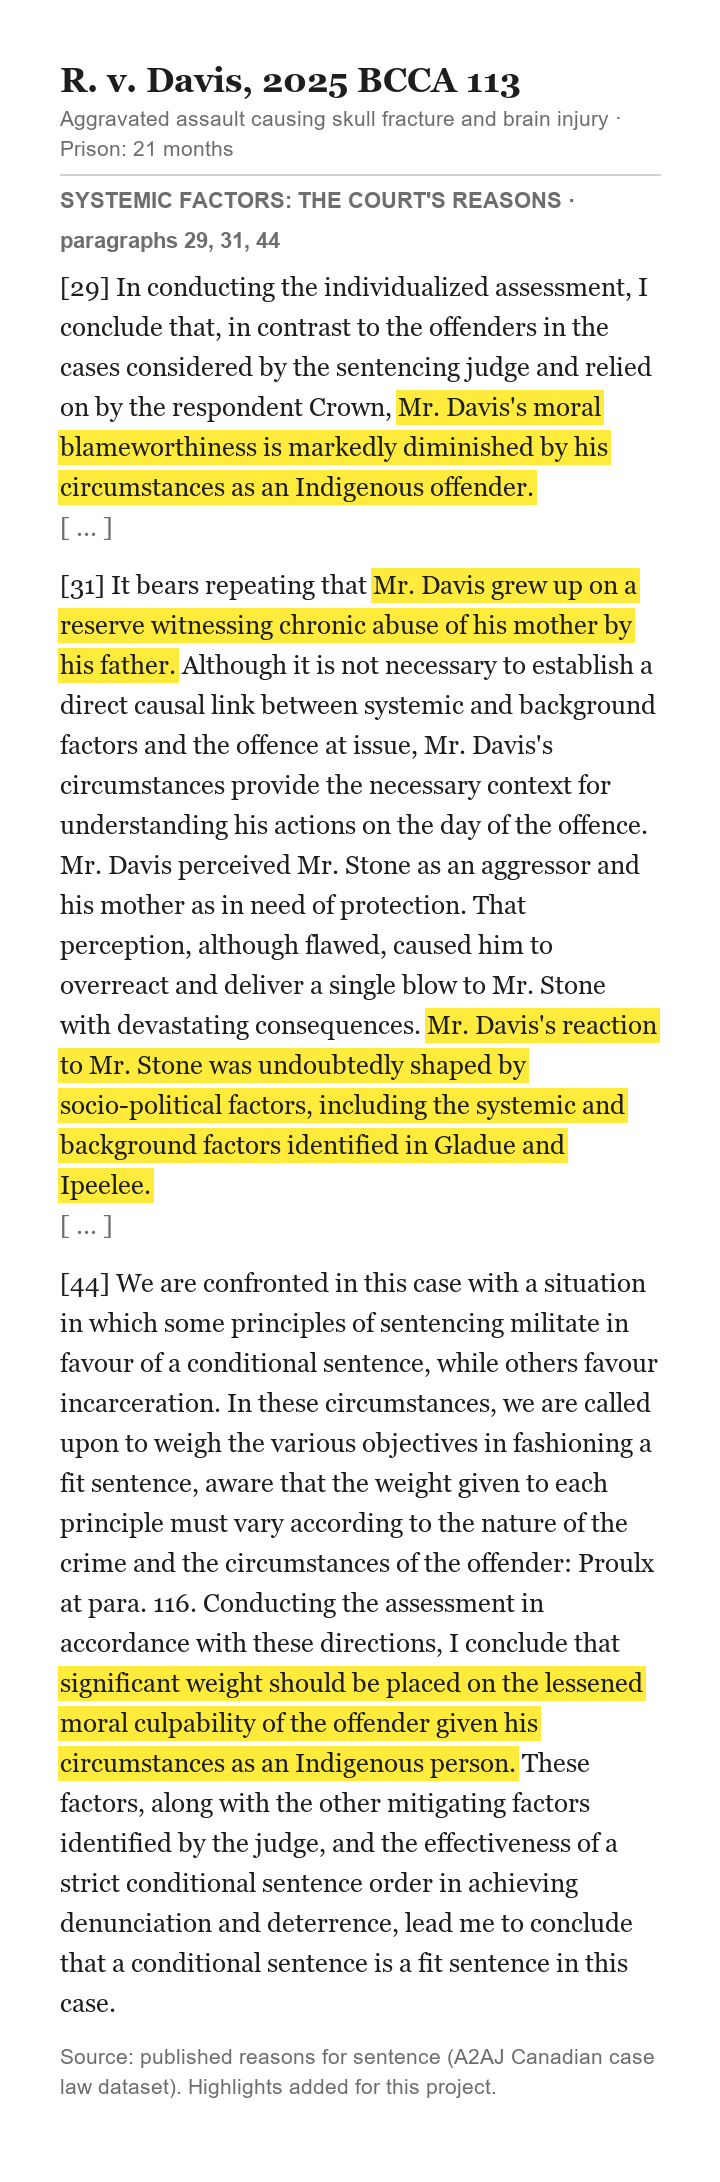 R. v. Davis, 2025 BCCA 113
Aggravated assault causing skull fracture and brain injury ·
Prison: 21 months
SYSTEMIC FACTORS: THE COURT'S REASONS ·
paragraphs 29, 31, 44
[29] In conducting the individualized assessment, I
conclude that, in contrast to the offenders in the
cases considered by the sentencing judge and relied
on by the respondent Crown, Mr. Davis's moral
blameworthiness is markedly diminished by his
circumstances as an Indigenous offender.
[ ... ]
[31] It bears repeating that Mr. Davis grew up on a
reserve witnessing chronic abuse of his mother by
his father. Although it is not necessary to establish a
direct causal link between systemic and background
factors and the offence at issue, Mr. Davis's
circumstances provide the necessary context for
understanding his actions on the day of the offence.
Mr. Davis perceived Mr. Stone as an aggressor and
his mother as in need of protection. That
perception, although flawed, caused him to
overreact and deliver a single blow to Mr. Stone
with devastating consequences. Mr. Davis's reaction
to Mr. Stone was undoubtedly shaped by
socio-political factors, including the systemic and
background factors identified in Gladue and
Ipeelee.
[ ... ]
[44] We are confronted in this case with a situation
in which some principles of sentencing militate in
favour of a conditional sentence, while others favour
incarceration. In these circumstances, we are called
upon to weigh the various objectives in fashioning a
fit sentence, aware that the weight given to each
principle must vary according to the nature of the
crime and the circumstances of the offender: Proulx
at para. 116. Conducting the assessment in
accordance with these directions, I conclude that
significant weight should be placed on the lessened
moral culpability of the offender given his
circumstances as an Indigenous person. These
factors, along with the other mitigating factors
identified by the judge, and the effectiveness of a
strict conditional sentence order in achieving
denunciation and deterrence, lead me to conclude
that a conditional sentence is a fit sentence in this
case.
Source: published reasons for sentence (A2AJ Canadian case
law dataset). Highlights added for this project.